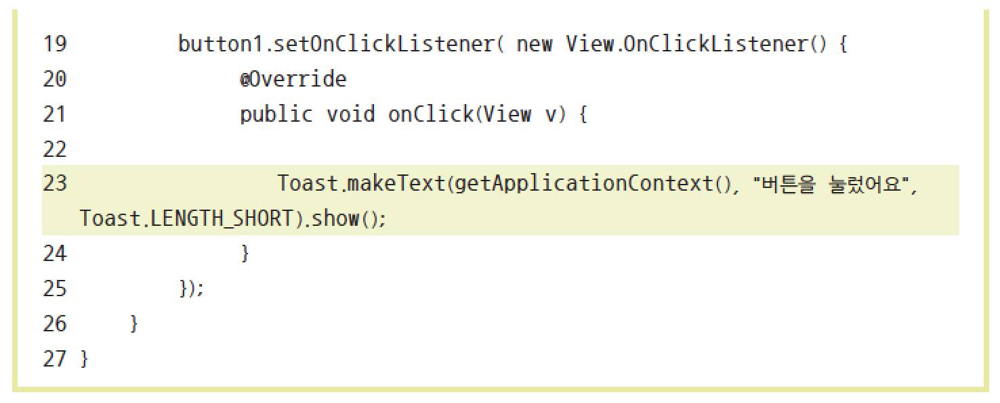 19 button1.setOnClickListener( new View.OnClickListener() {
20 @Override
21 public void onClick(View v) {
22
23 Toast.makeText(getApplicationContext(), "버튼을 눌렀어요",
Toast.LENGTH_SHORT).show();
24 }
25 });
26 }
27 }